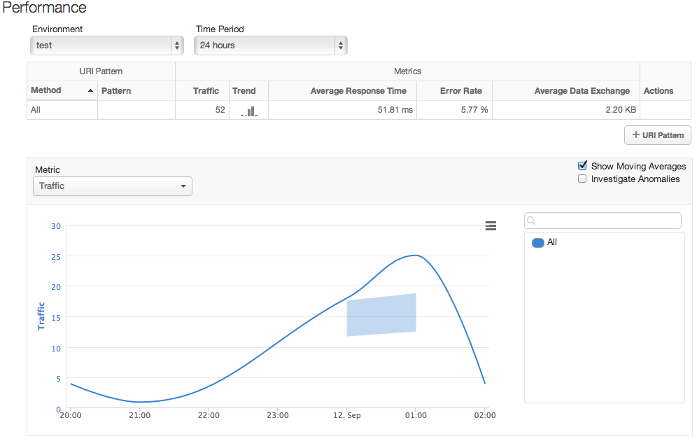 Performance
Environment Time Period
test 24 hours
URI Pattern Metrics
Method Pattern Traffic Trend Average Response Time Error Rate Average Data Exchange Actions
All 52 51.81 ms 5.77 % 2.20 KB
+ URI Pattern
Metric Show Moving Averages
Traffic Investigate Anomalies
30
25
20
15
10
5
0
Traffic
20:00 21:00 22:00 23:00 12. Sep 01:00 02:00
All